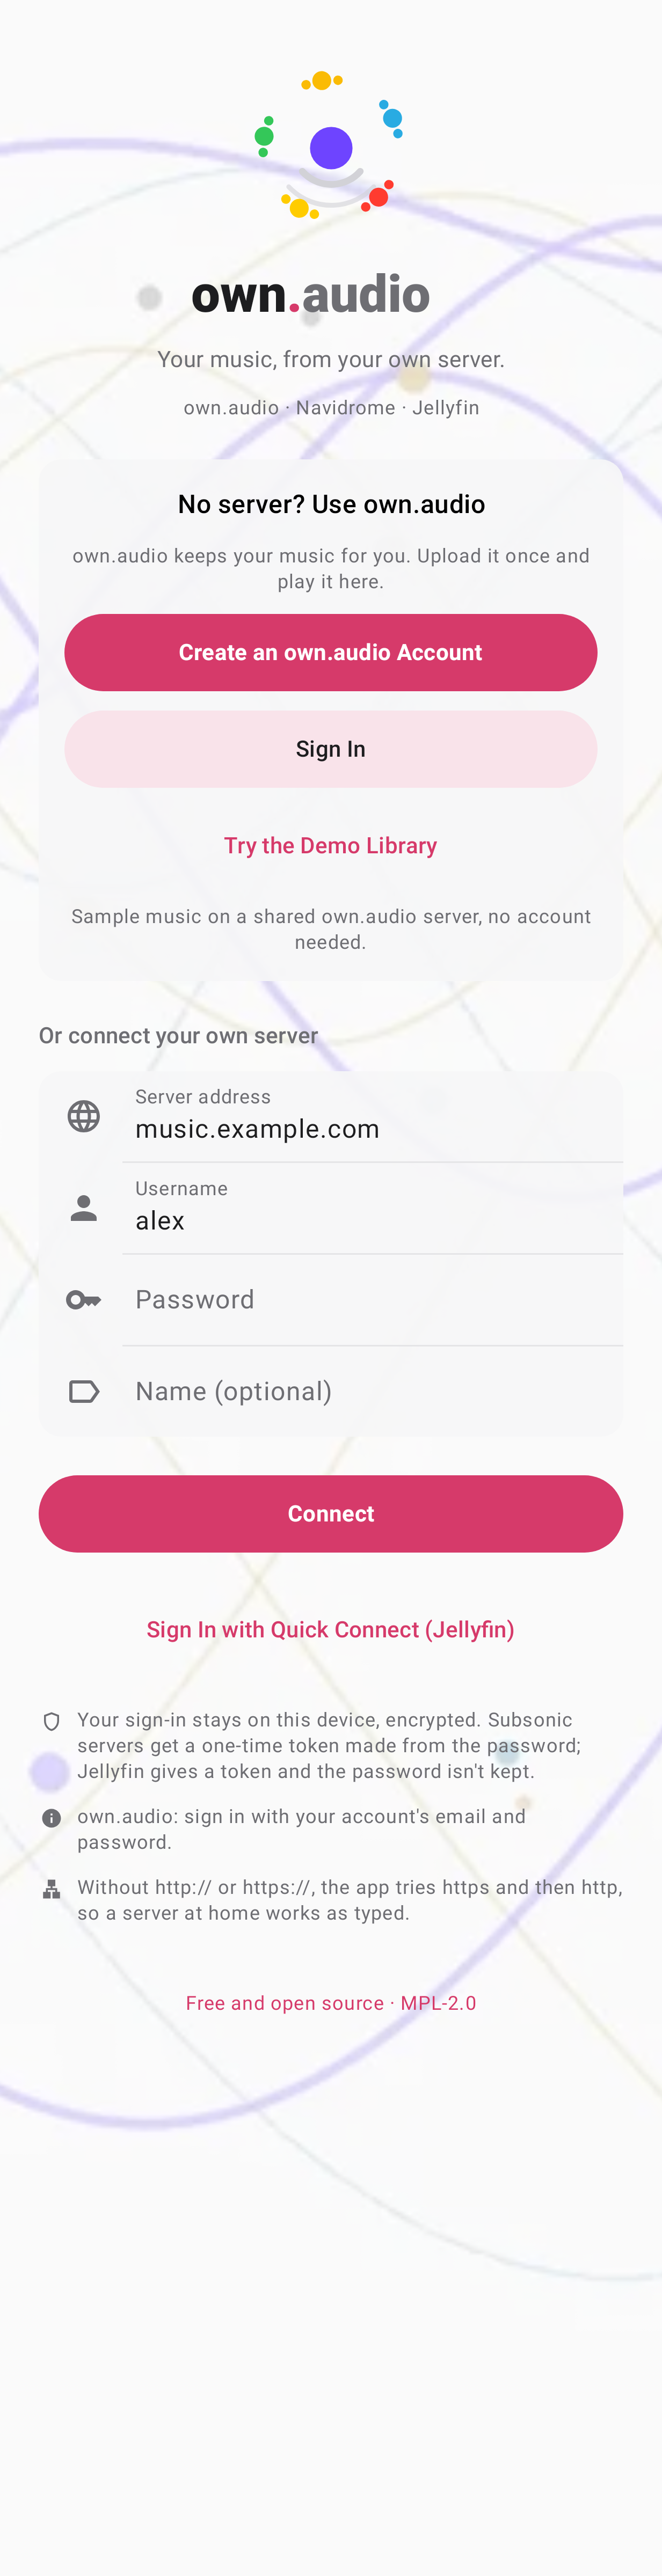 own.audio
Your music, from your own server.
own.audio · Navidrome · Jellyfin
No server? Use own.audio
own.audio keeps your music for you. Upload it once and
play it here.
Create an own.audio Account
Sign In
Try the Demo Library
Sample music on a shared own.audio server, no account
needed.
Or connect your own server
Server address
music.example.com
Username
alex
Password
Name (optional)
Connect
Sign In with Quick Connect (Jellyfin)
Your sign-in stays on this device, encrypted. Subsonic
servers get a one-time token made from the password;
Jellyfin gives a token and the password isn't kept.
own.audio: sign in with your account's email and
password.
Without http:// or https://, the app tries https and then http,
so a server at home works as typed.
Free and open source · MPL-2.0